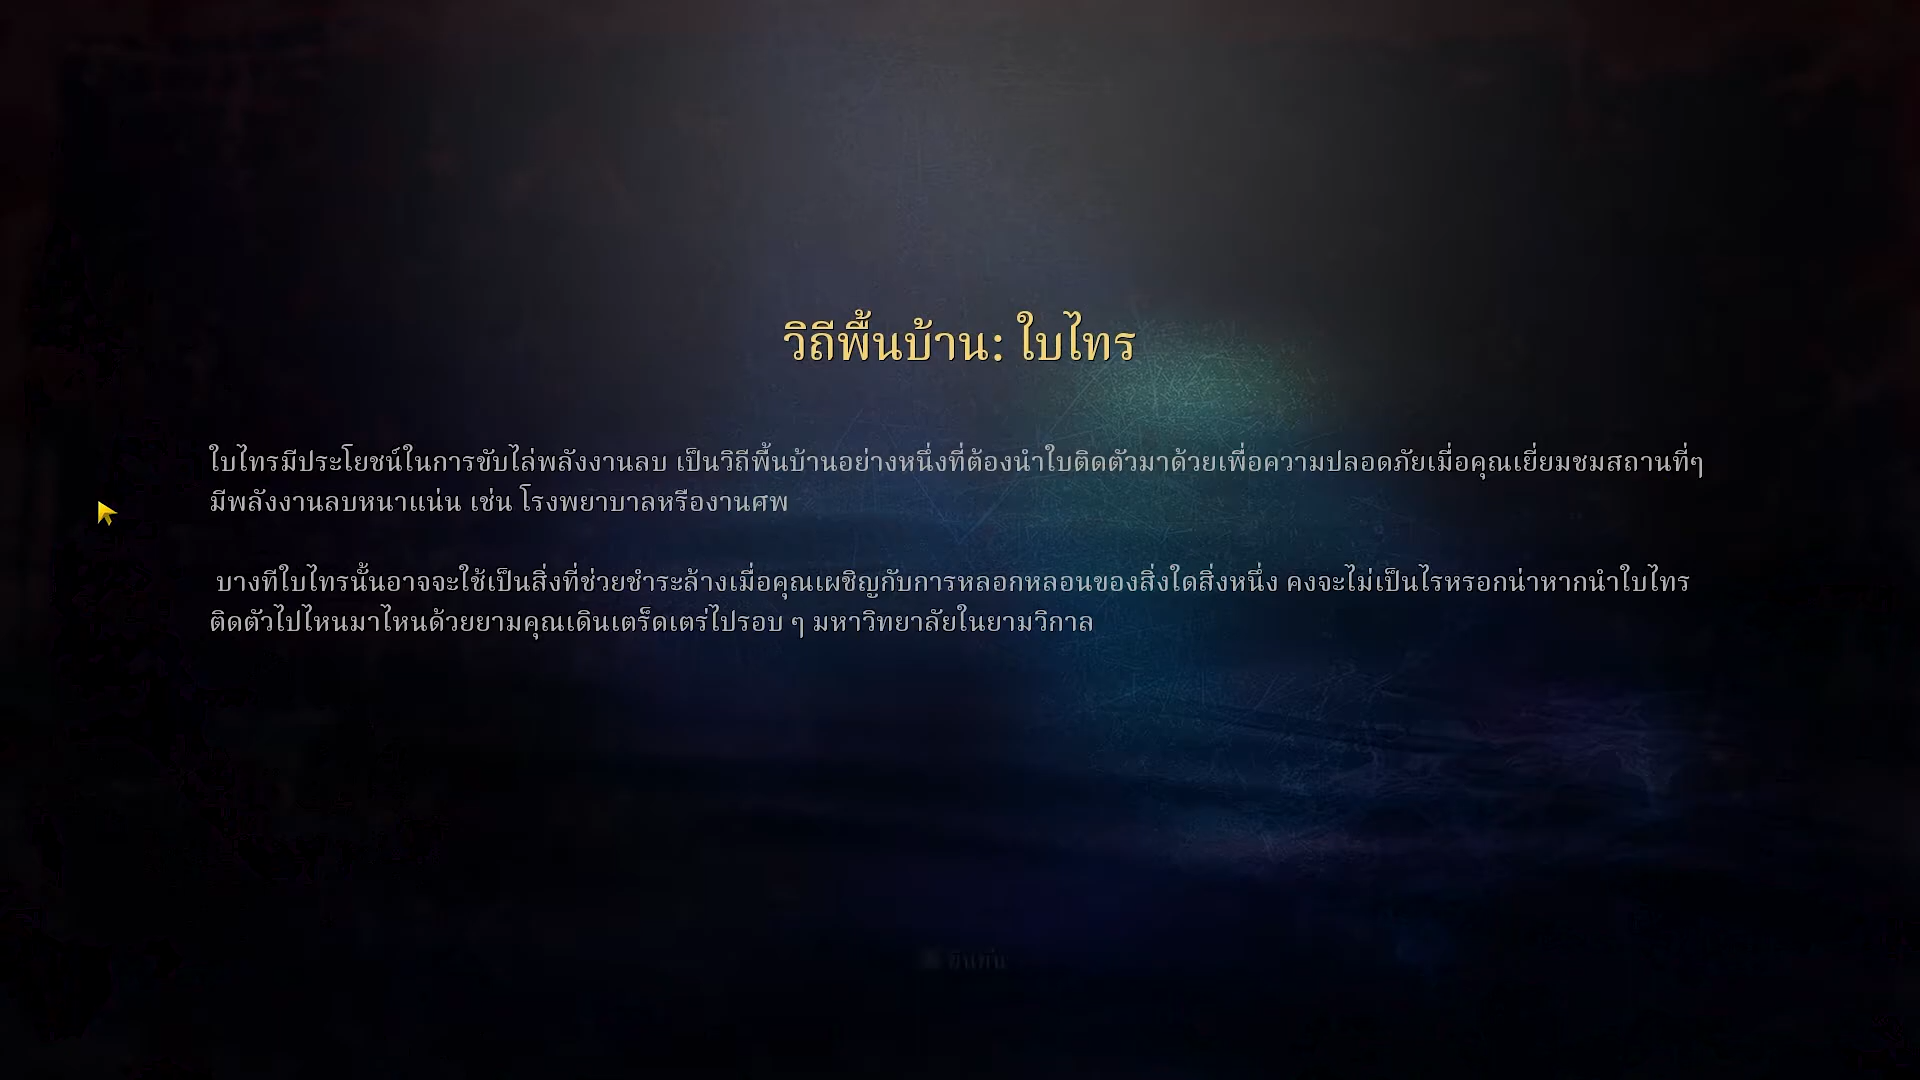 วิถีพื้นบ้าน: ใบไทร
ใบไทรมีประโยชน์ในการขับไล่พลังงานลบ เป็นวิถีพื้นบ้านอย่างหนึ่งที่ต้องนำใบติดตัวมาด้วยเพื่อความปลอดภัยเมื่อคุณเยี่ยมชมสถานที่ๆ
มีพลังงานลบหนาแน่น เช่น โรงพยาบาลหรืองานศพ
บางทีใบไทรนั้นอาจจะใช้เป็นสิ่งที่ช่วยชำระล้างเมื่อคุณเผชิญกับการหลอกหลอนของสิ่งใดสิ่งหนึ่ง คงจะไม่เป็นไรหรอกน่าหากนำใบไทร
ติดตัวไปไหนมาไหนด้วยยามคุณเดินเตร็ดเตร่ไปรอบ ๆ มหาวิทยาลัยในยามวิกาล